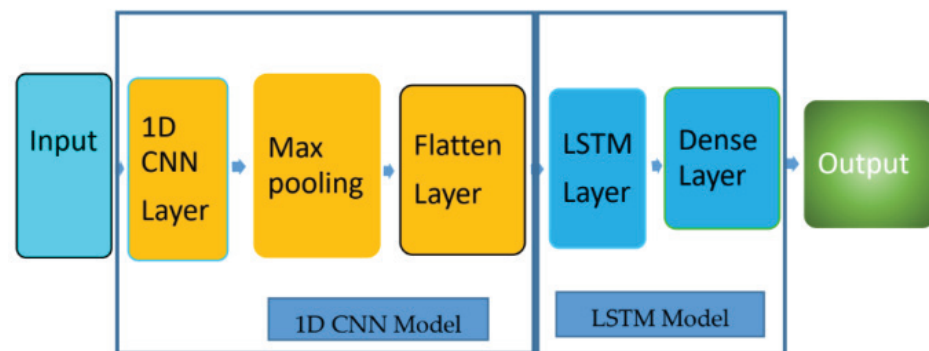 Input
1D
CNN
Layer
Max
pooling
Flatten
Layer
LSTM
Layer
Dense
Layer
Output
1D CNN Model
LSTM Model